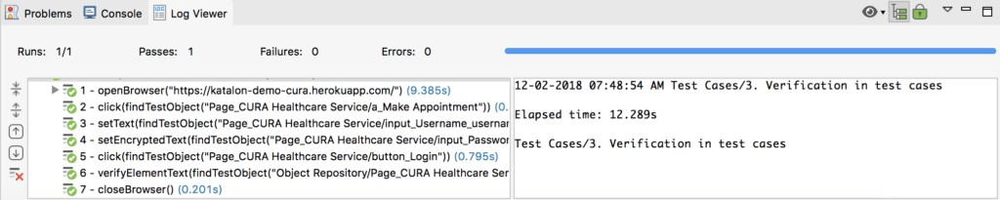 Problems Console Log Viewer
Runs: 1/1 Passes: 1 Failures: 0 Errors: 0
1 - openBrowser("https://katalon-demo-cura.herokuapp.com/") (9.385s)
2 - click(findTestObject("Page_CURA Healthcare Service/a_Make Appointment")) (0.
3 - setText(findTestObject("Page_CURA Healthcare Service/input_Username_usernam
4 - setEncryptedText(findTestObject("Page_CURA Healthcare Service/input_Passwor
5 - click(findTestObject("Page_CURA Healthcare Service/button_Login")) (0.795s)
6 - verifyElementText(findTestObject("Object Repository/Page_CURA Healthcare Ser
7 - closeBrowser() (0.201s)
12-02-2018 07:48:54 AM Test Cases/3. Verification in test cases
Elapsed time: 12.289s
Test Cases/3. Verification in test cases